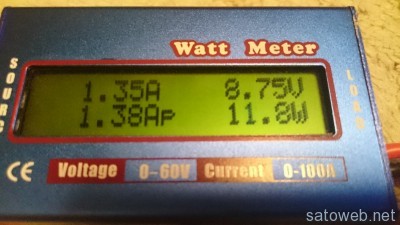 Watt Meter
SOURC
LOAD
1.35A 8.75V
1.38Ap 11.8W
CE Voltage 0~60V Current 0-100A
satoweb.net